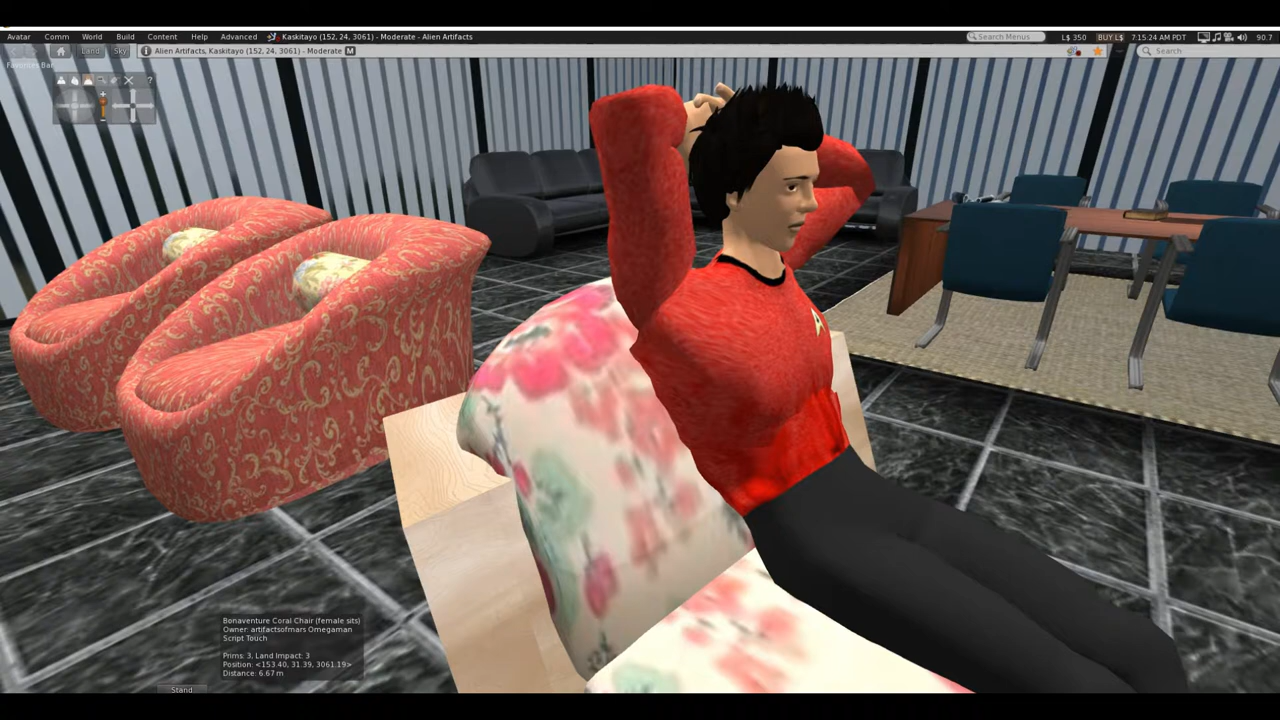 Avatar Comm World Build Content Help Advanced Kaskitayo (152, 24, 3061) - Moderate - Alien Artifacts Search Menus L$ 350 BUY L$ 7:15:24 AM PDT 90.7
Land Sky Alien Artifacts, Kaskitayo (152, 24, 3061) - Moderate M Search
Favorites Bar
?
Bonaventure Coral Chair (female sits)
Owner: artifactsofmars Omegaman
Script Touch
Prims: 3, Land Impact: 3
Position: <153.40, 31.39, 3061.19>
Distance: 6.67 m
Stand